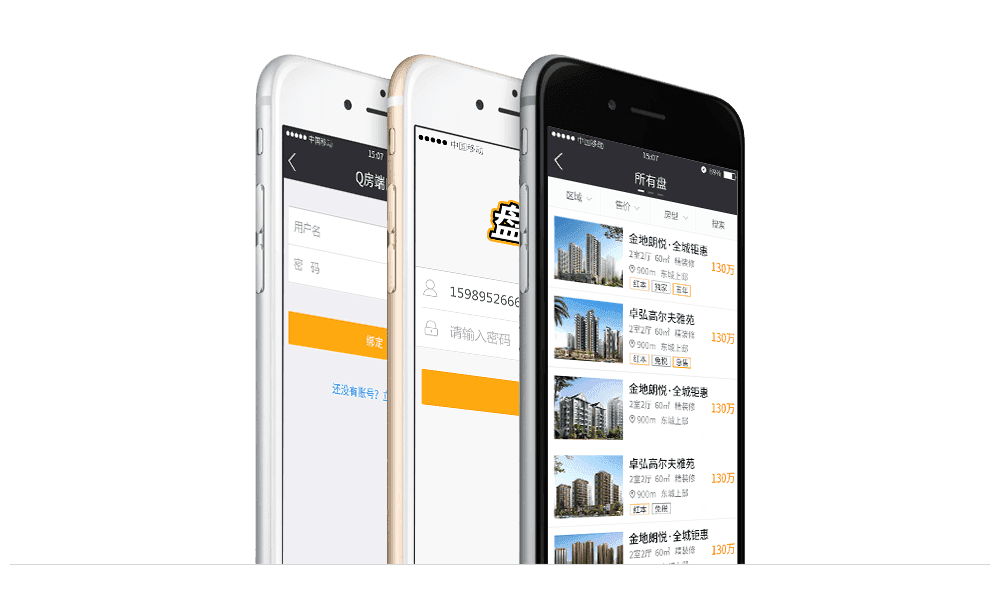 中国移动
15:07
Q房端
用户名
密 码
绑定
还没有账号? 立
中国移动
盘
1598952666
请输入密码
中国移动
15:07
所有盘
区域
售价
房型
搜索
金地朗悦·全城钜惠
2室2厅 60㎡ 精装修
130万
900m 东城上邸
红本 独家
卓弘高尔夫雅苑
2室2厅 60㎡ 精装修
130万
900m 东城上邸
红本 免税 急售
金地朗悦·全城钜惠
2室2厅 60㎡ 精装修
130万
900m 东城上邸
卓弘高尔夫雅苑
2室2厅 60㎡ 精装修
130万
900m 东城上邸
红本 免税
金地朗悦·全城钜惠
2室2厅 60㎡ 精装修
130万